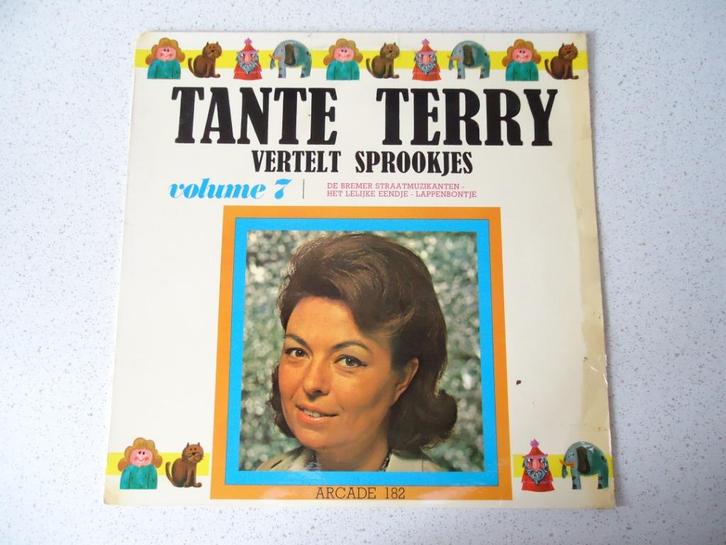 TANTE TERRY
VERTELT SPROOKJES
volume 7
DE BREMER STRAATMUZIKANTEN -
HET LELIJKE EENDJE - LAPPENBONTJE
ARCADE 182